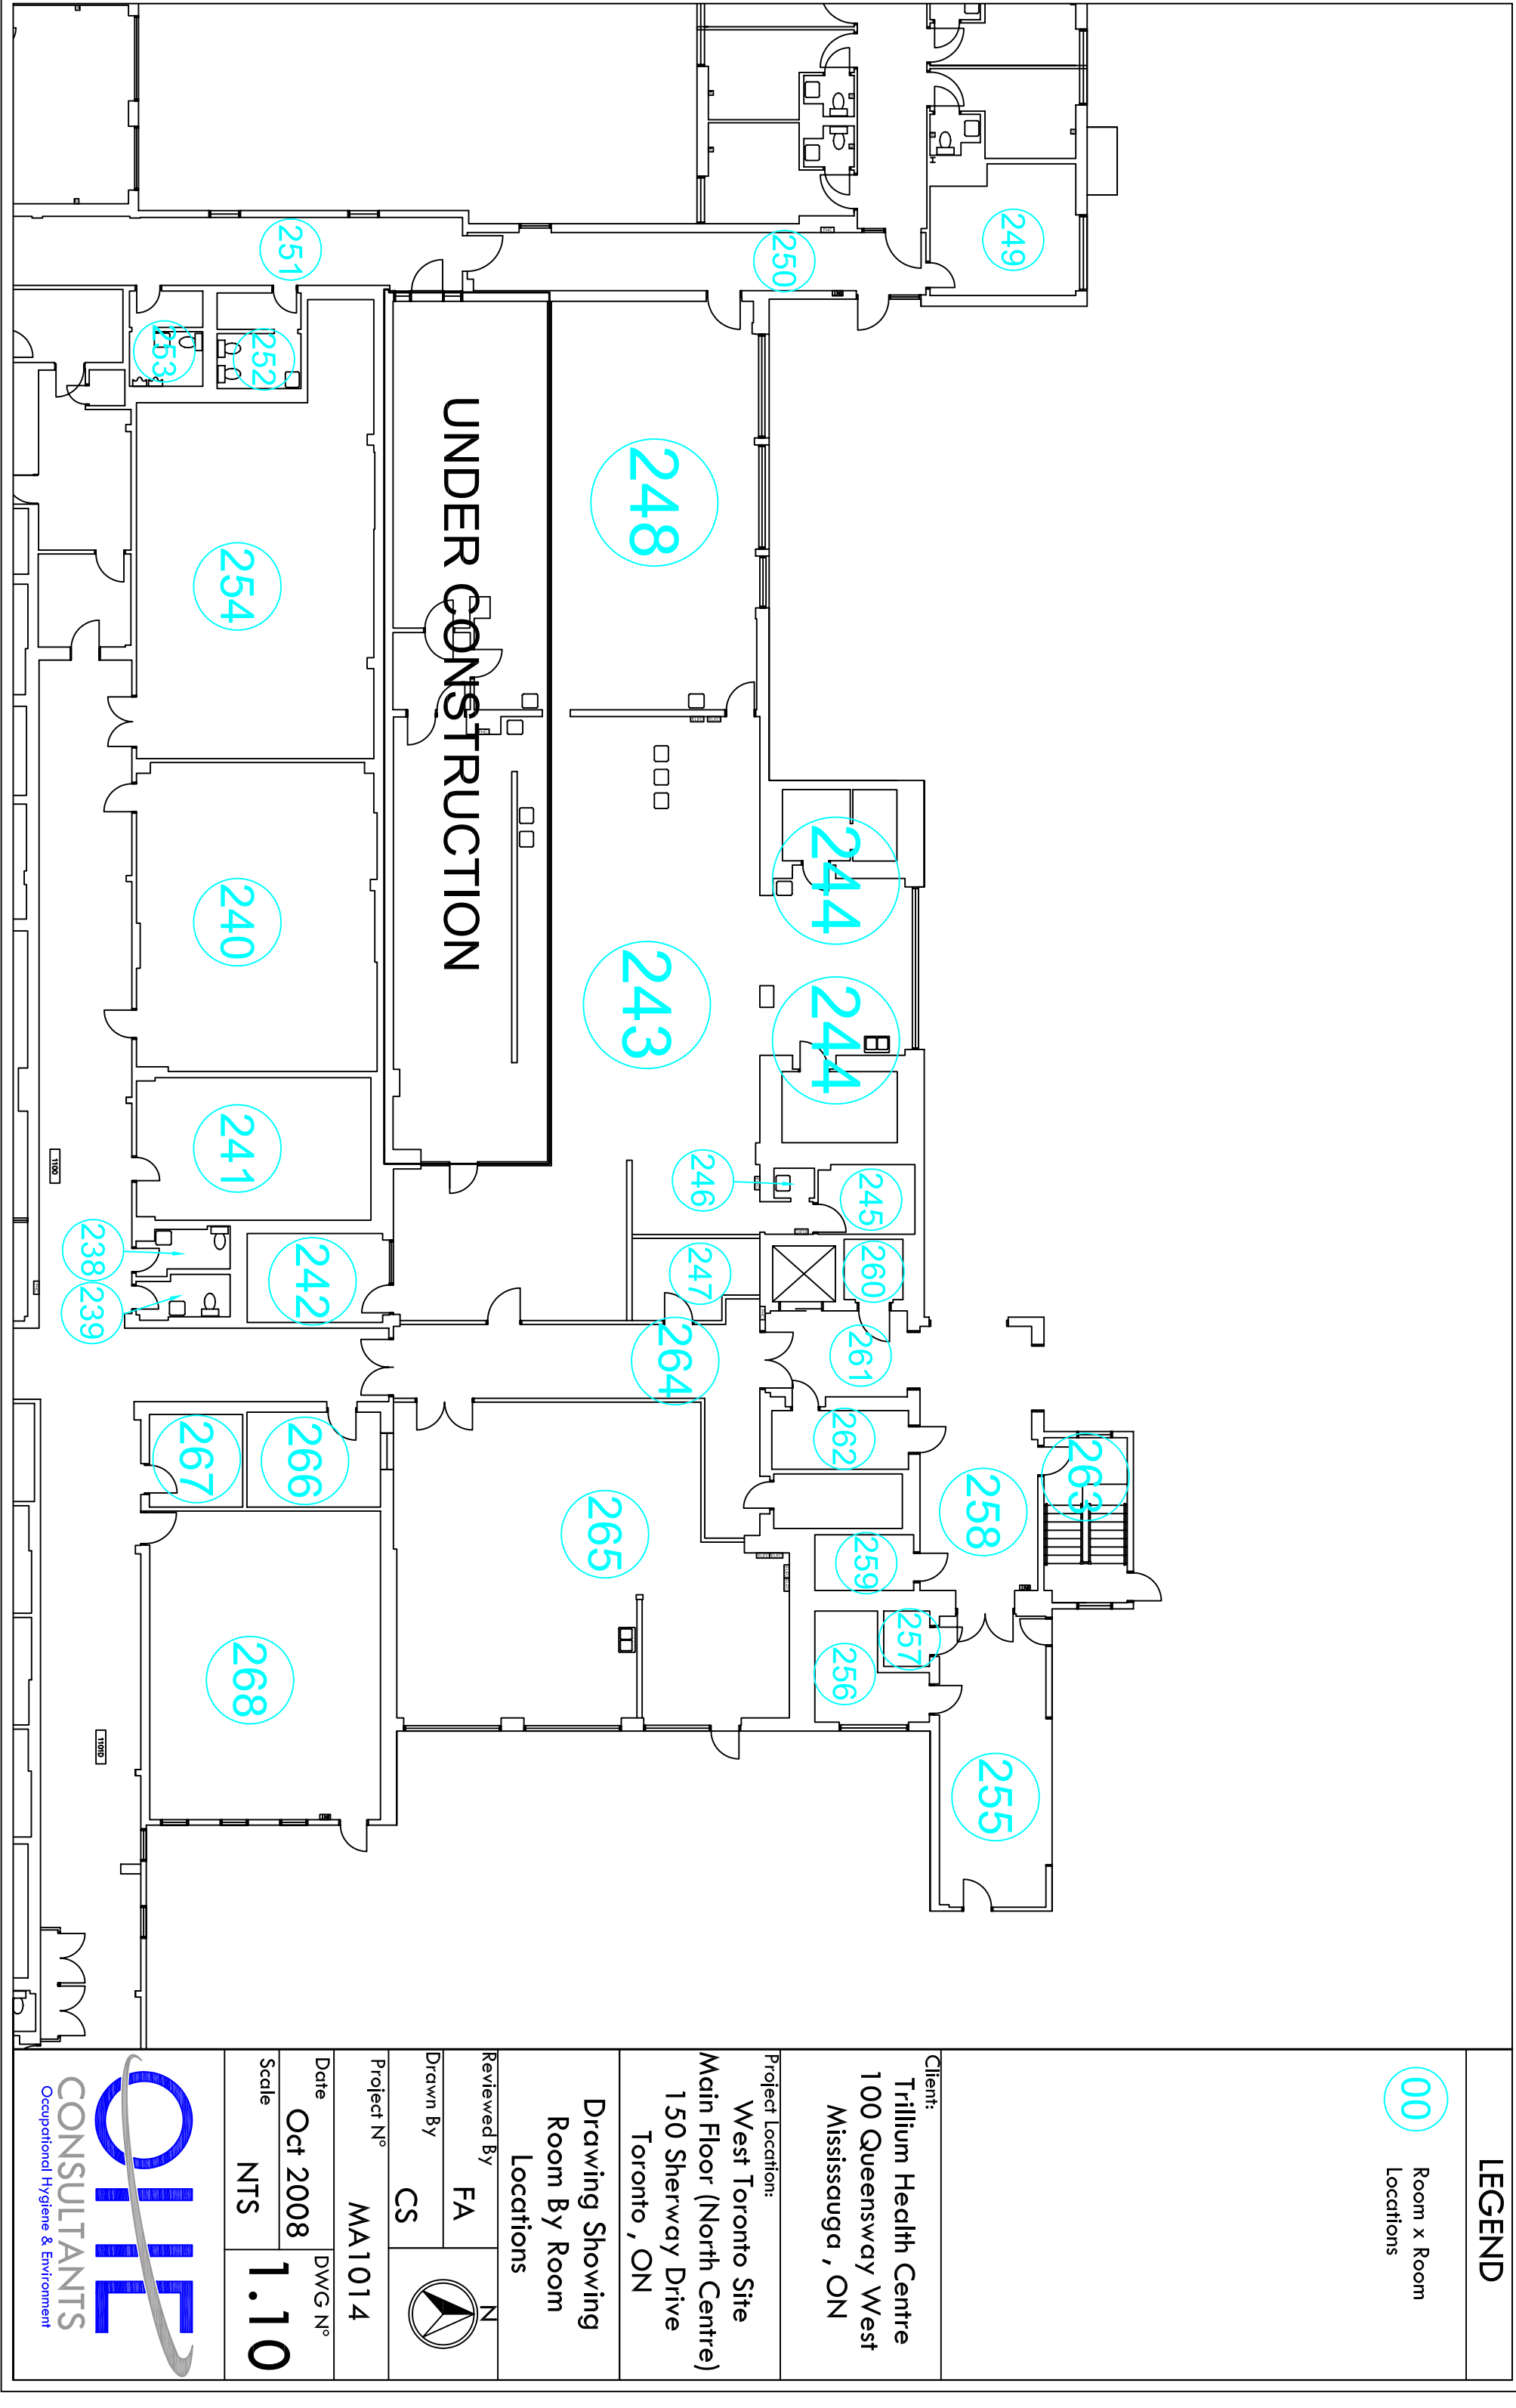 LEGEND
00
Room x Room
Locations
Client:
Trillium Health Centre
100 Queensway West
Mississauga , ON
Project Location:
West Toronto Site
Main Floor (North Centre)
150 Sherway Drive
Toronto , ON
Drawing Showing
Room By Room
Locations
Reviewed By
FA
Drawn By
CS
N
Project N°
MA1014
Date
Oct 2008
Scale
NTS
DWG N°
1.10
OHE
CONSULTANTS
Occupational Hygiene & Environment
249
250
251
252
253
248
254
UNDER CONSTRUCTION
244
240
243
244
241
246
245
238
239
242
247
260
264
261
267
266
262
263
258
265
259
257
256
268
255
1100
1101D